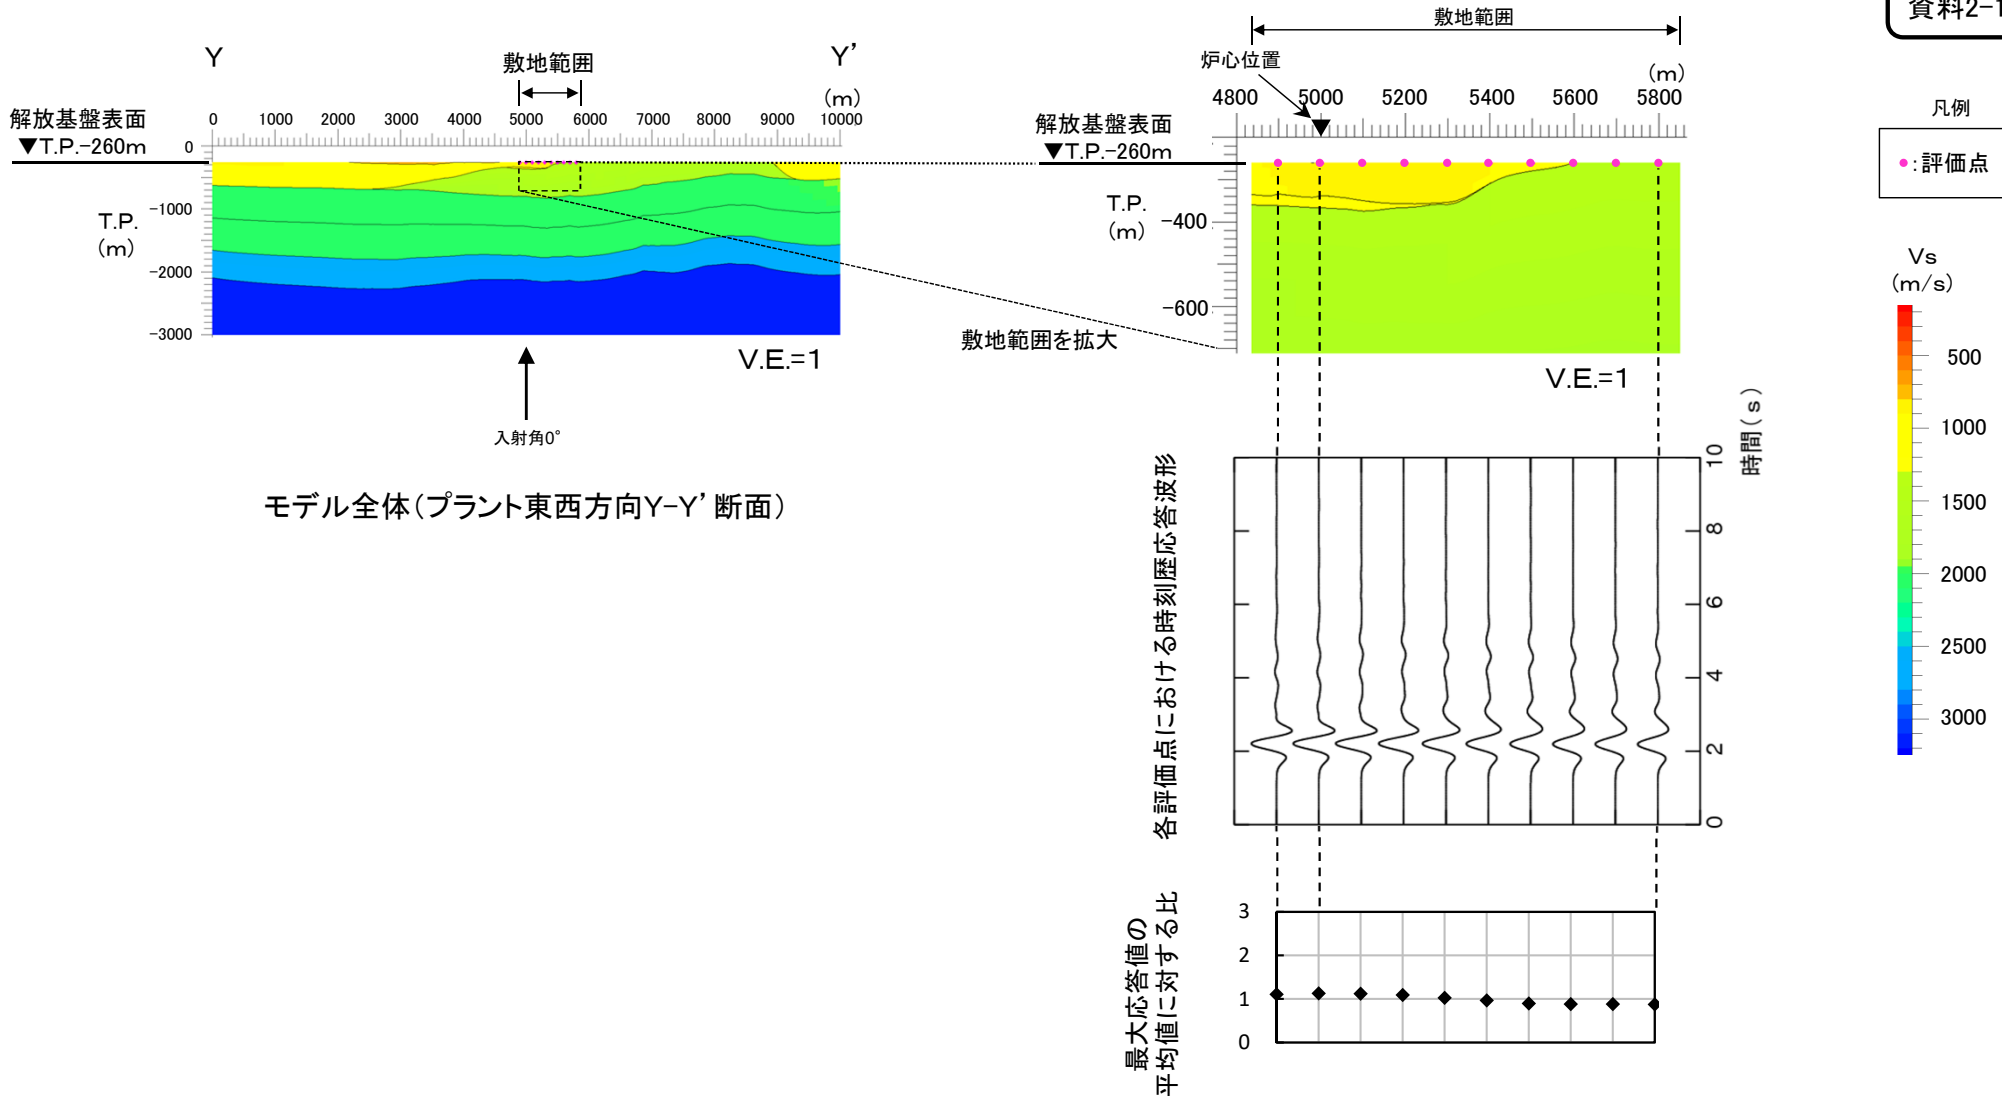 資料2-1
Y
Y’
敷地範囲
(m)
解放基盤表面
▼T.P.-260m
0 1000 2000 3000 4000 5000 6000 7000 8000 9000 10000
0
-1000
-2000
-3000
T.P.
(m)
V.E.=1
入射角0°
モデル全体(プラント東西方向Y-Y’断面)
敷地範囲を拡大
敷地範囲
炉心位置
(m)
4800 5000 5200 5400 5600 5800
解放基盤表面
▼T.P.-260m
T.P.
(m)
-400
-600
V.E.=1
凡例
●:評価点
Vs
(m/s)
500
1000
1500
2000
2500
3000
各評価点における時刻歴応答波形
時間(s)
10
8
6
4
2
0
最大応答値の
平均値に対する比
3
2
1
0